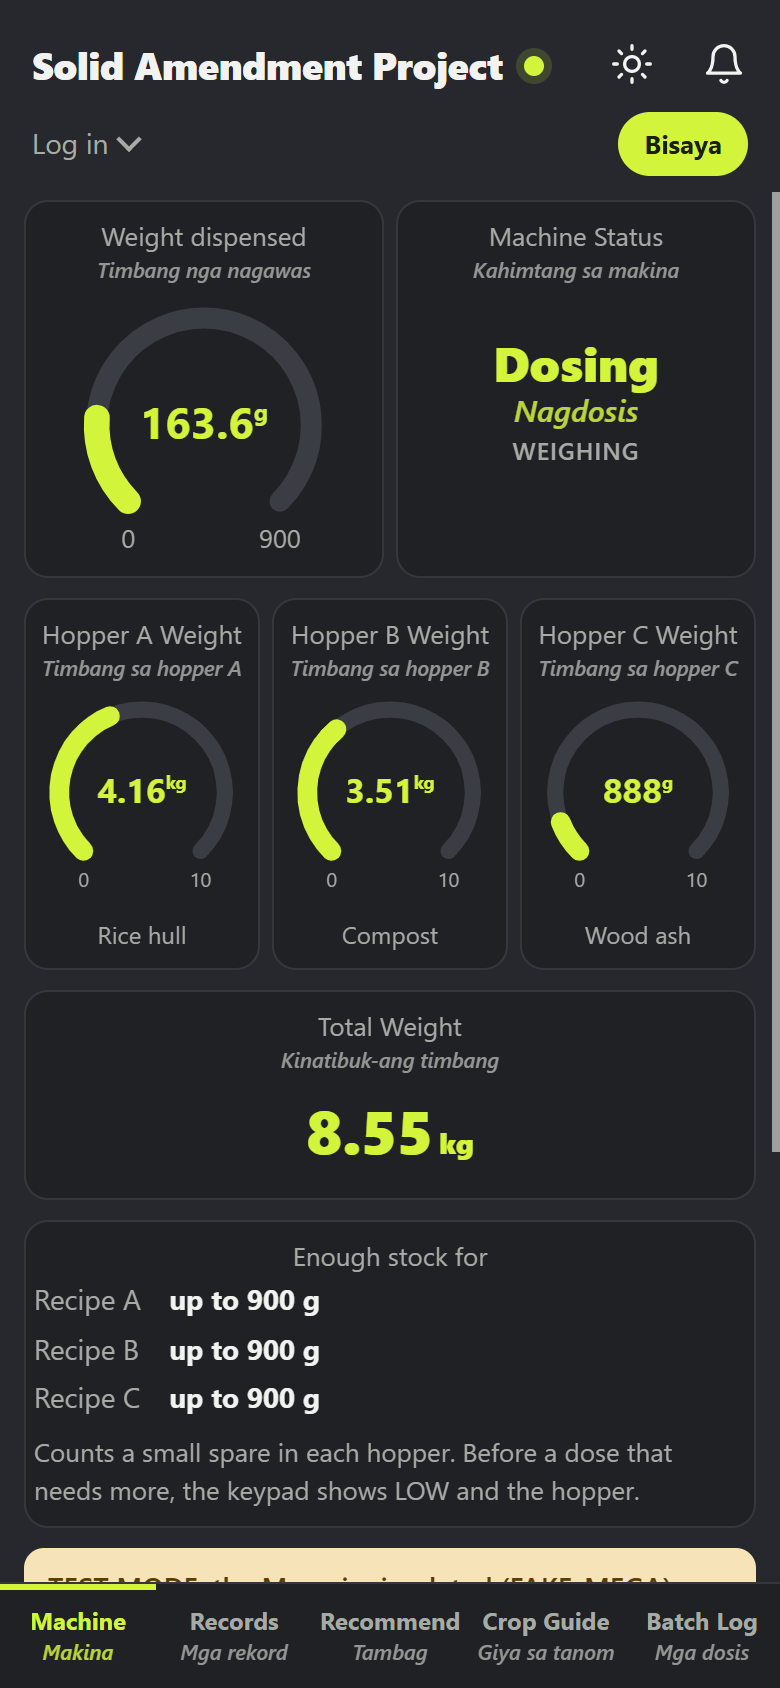 Solid Amendment Project
Log in
Bisaya
Weight dispensed
Timbang nga nagawas
163.6g
0
900
Machine Status
Kahimtang sa makina
Dosing
Nagdosis
WEIGHING
Hopper A Weight
Timbang sa hopper A
4.16kg
0
10
Rice hull
Hopper B Weight
Timbang sa hopper B
3.51kg
0
10
Compost
Hopper C Weight
Timbang sa hopper C
888g
0
10
Wood ash
Total Weight
Kinatibuk-ang timbang
8.55 kg
Enough stock for
Recipe A up to 900 g
Recipe B up to 900 g
Recipe C up to 900 g
Counts a small spare in each hopper. Before a dose that
needs more, the keypad shows LOW and the hopper.
Machine
Makina
Records
Mga rekord
Recommend
Tambag
Crop Guide
Giya sa tanom
Batch Log
Mga dosis